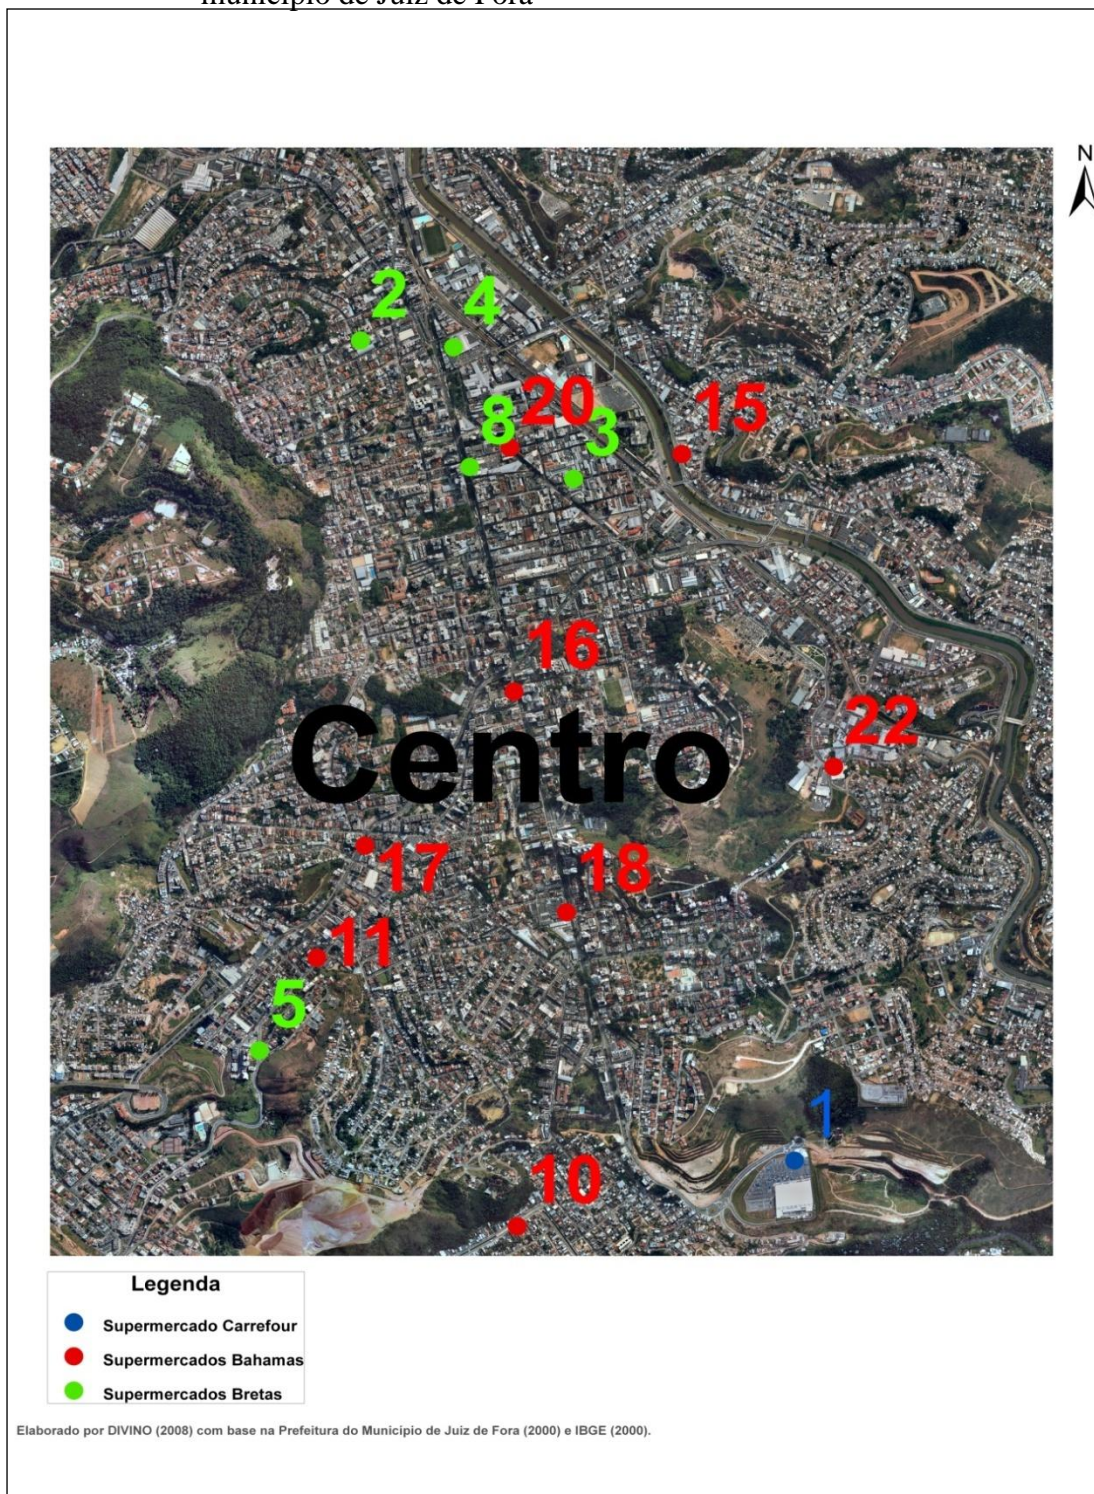 município de Juiz de Fora
N
2
4
20
15
8
3
16
Centro
22
17
18
11
5
1
10
Legenda
Supermercado Carrefour
Supermercados Bahamas
Supermercados Bretas
Elaborado por DIVINO (2008) com base na Prefeitura do Município de Juiz de Fora (2000) e IBGE (2000).